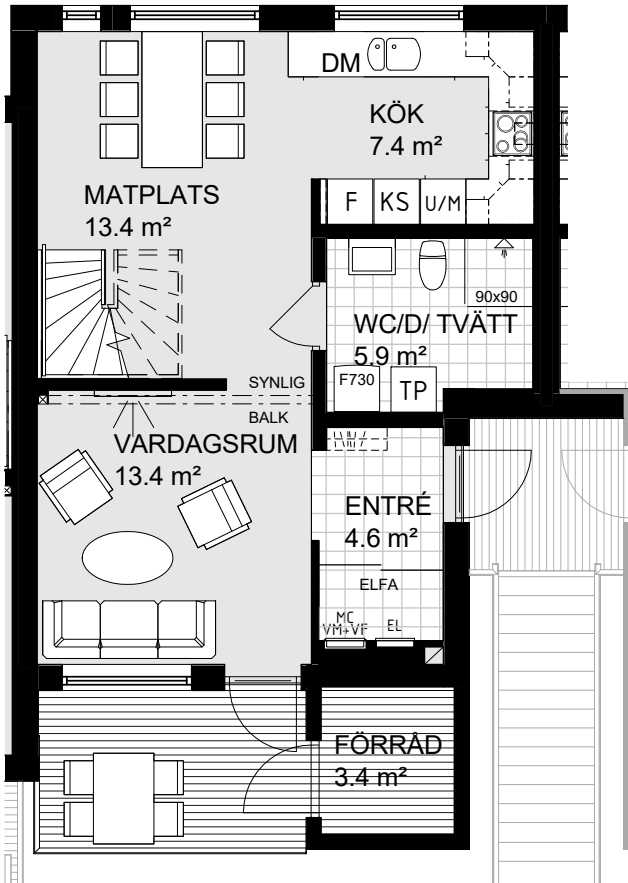 DM
KÖK
7.4 m²
F KS U/M
MATPLATS
13.4 m²
90x90
WC/D/ TVÄTT
5.9 m²
F730
TP
SYNLIG
BALK
VARDAGSRUM
13.4 m²
ENTRÉ
4.6 m²
ELFA
MC
VM+VF
EL
FÖRRÅD
3.4 m²